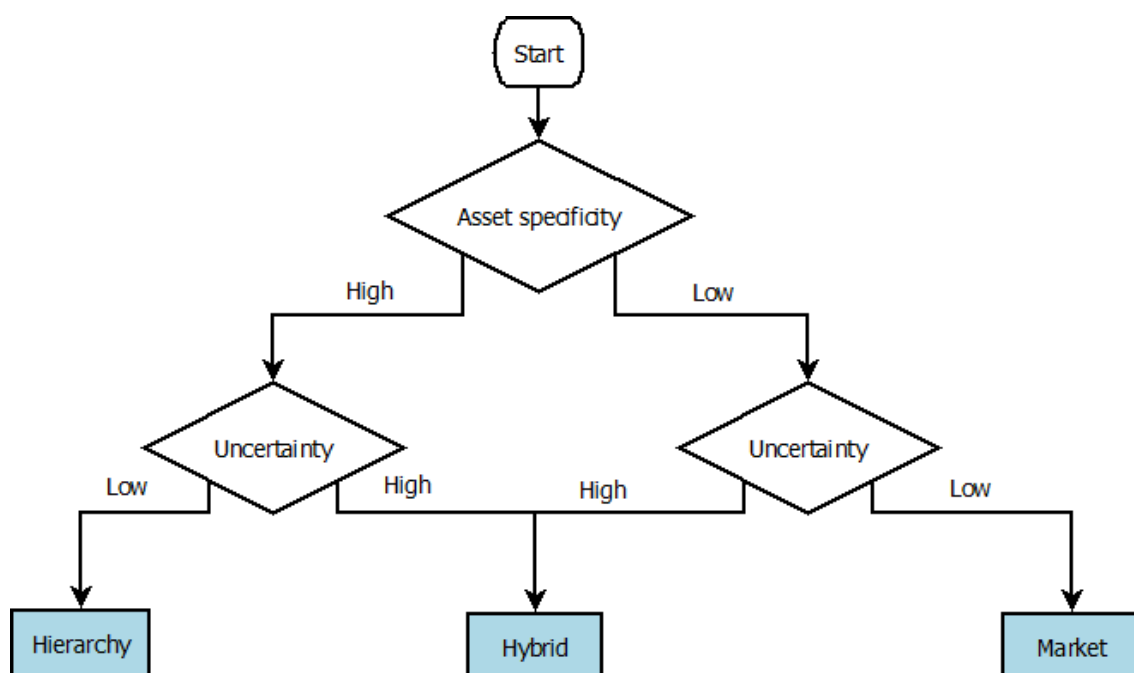 Start
Asset specificity
High
Low
Uncertainty
Uncertainty
Low
High
High
Low
Hierarchy
Hybrid
Market